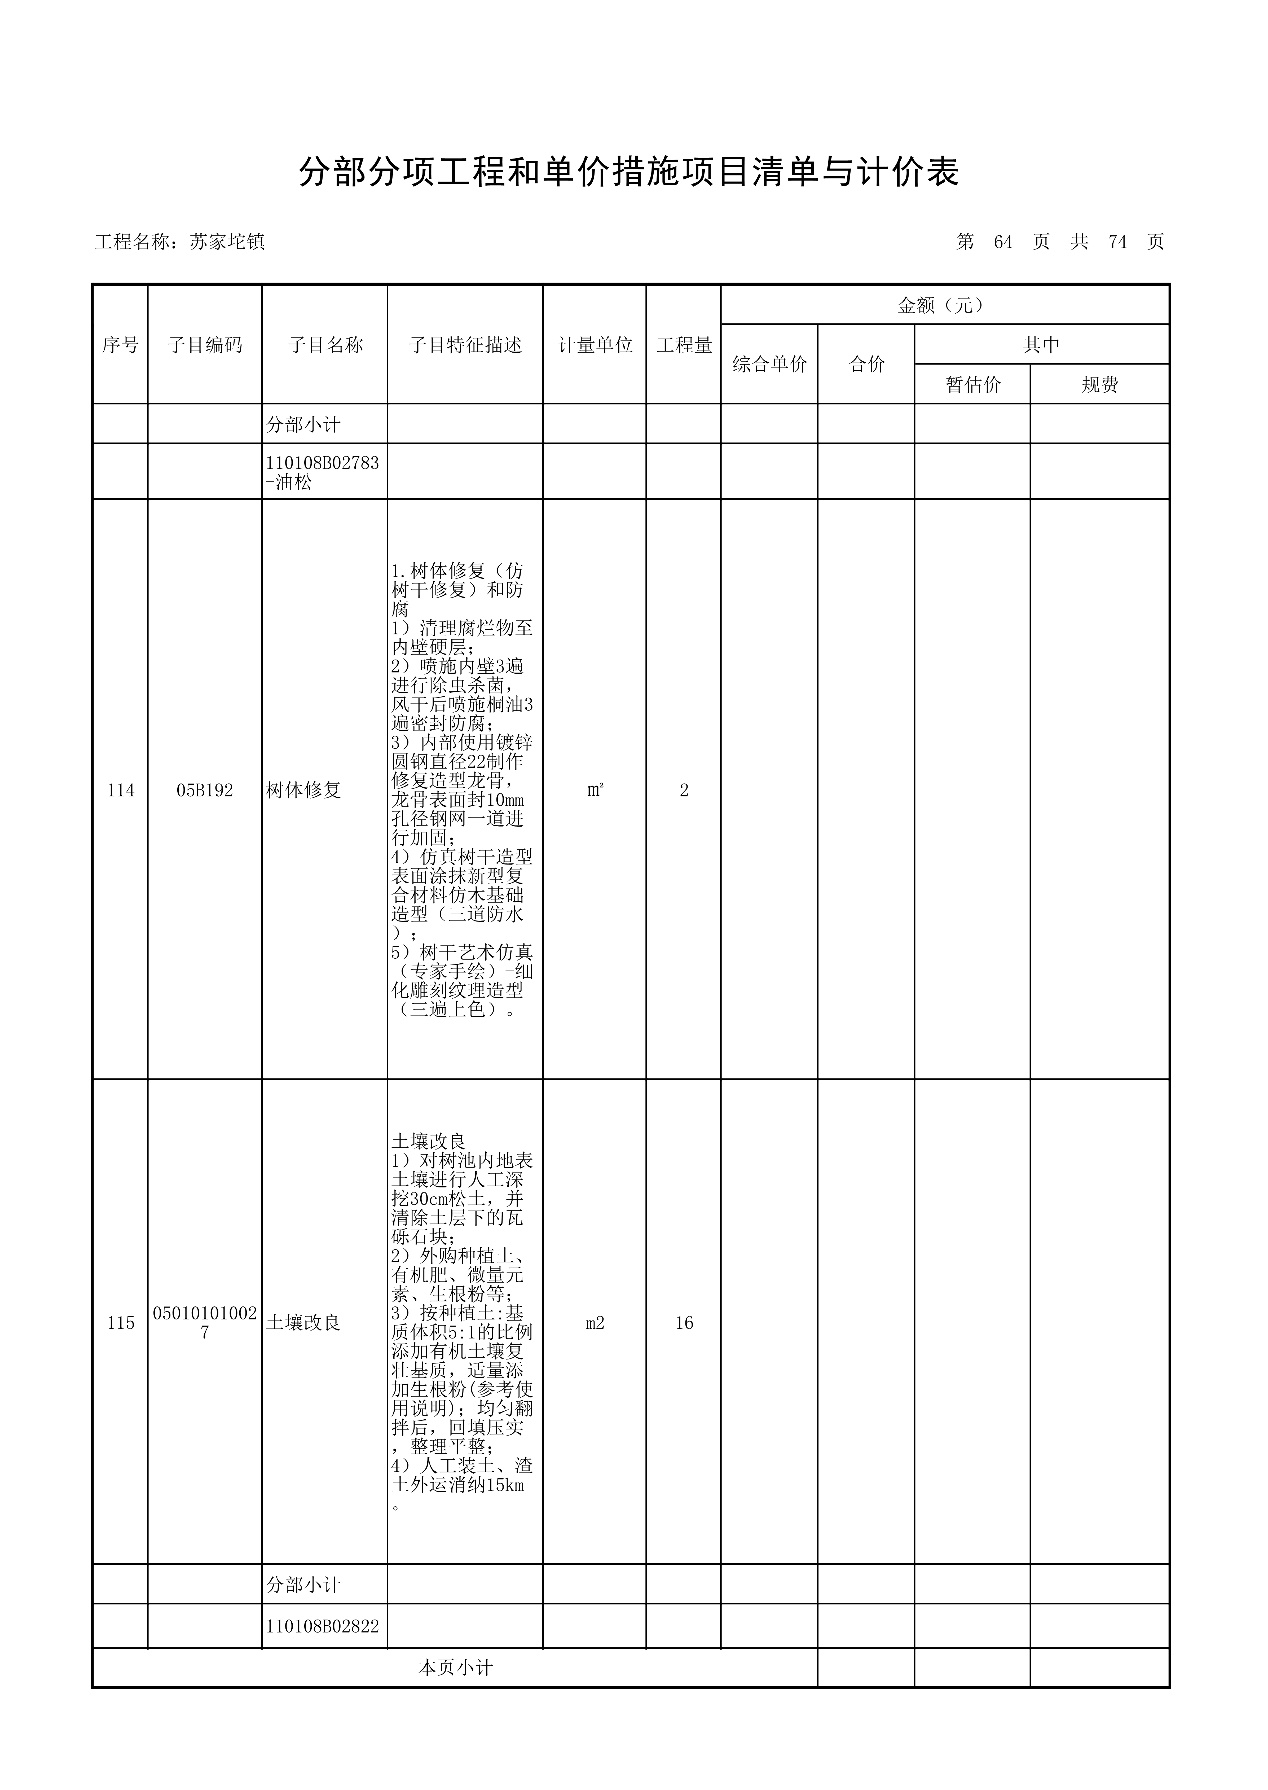 分部分项工程和单价措施项目清单与计价表
工程名称：苏家坨镇
第 64 页 共 74 页
序号
子目编码
子目名称
子目特征描述
计量单位
工程量
金额（元）
综合单价
合价
其中
暂估价
规费
分部小计
110108B02783
-油松
114
05B192
树体修复
1.树体修复（仿
树干修复）和防
腐
1）清理腐烂物至
内壁硬层；
2）喷施内壁3遍
进行除虫杀菌，
风干后喷施桐油3
遍密封防腐；
3）内部使用镀锌
圆钢直径22制作
修复造型龙骨，
龙骨表面封10mm
孔径钢网一道进
行加固；
4）仿真树干造型
表面涂抹新型复
合材料仿木基础
造型（三道防水
）；
5）树干艺术仿真
（专家手绘）-细
化雕刻纹理造型
（三遍上色）。
m²
2
115
05010101002
7
土壤改良
土壤改良
1）对树池内地表
土壤进行人工深
挖30cm松土，并
清除土层下的瓦
砾石块；
2）外购种植土、
有机肥、微量元
素、生根粉等；
3）按种植土:基
质体积5:1的比例
添加有机土壤复
壮基质，适量添
加生根粉(参考使
用说明)；均匀翻
拌后，回填压实
，整理平整；
4）人工装土、渣
土外运消纳15km
。
m2
16
分部小计
110108B02822
本页小计